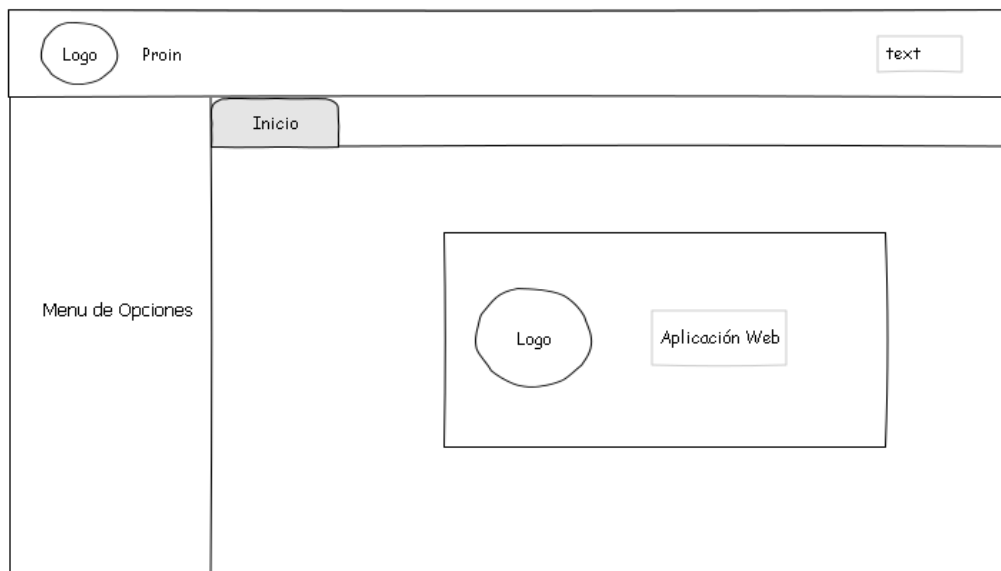 Logo
Proin
text
Inicio
Menu de Opciones
Logo
Aplicación Web